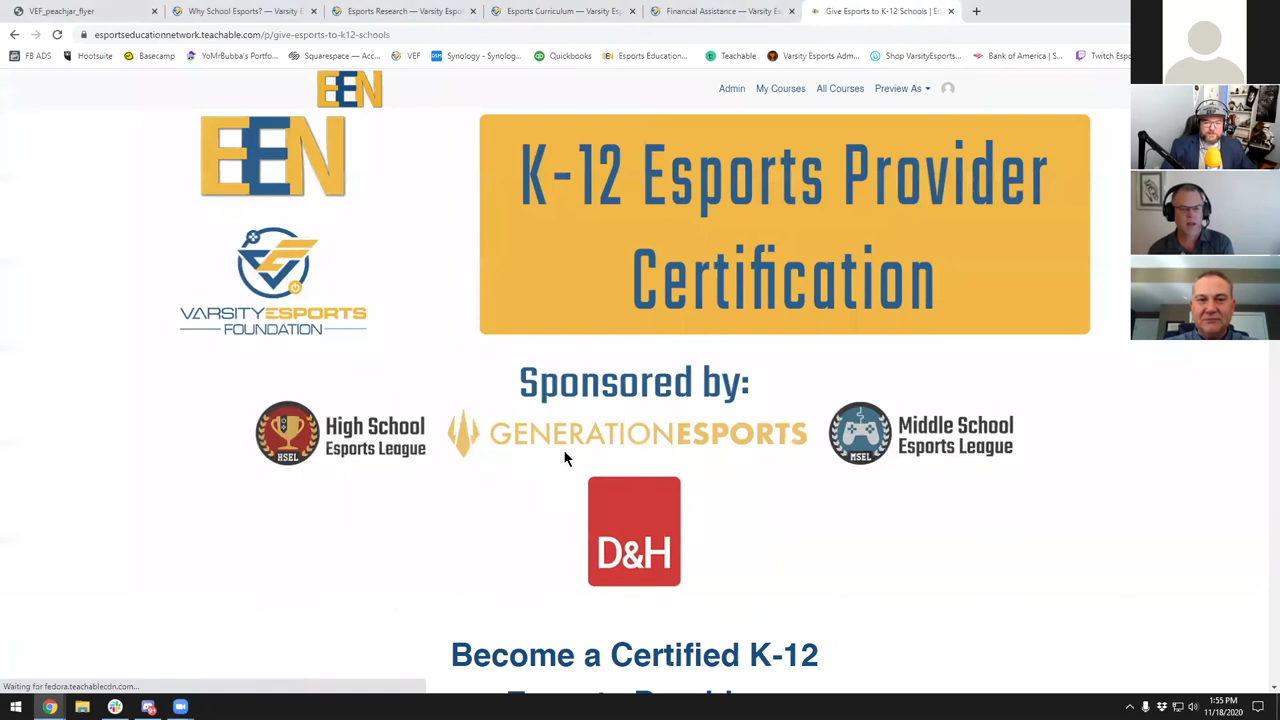 VEF_peachjar_flyer
Why School Esports? — Varsity E
Esports Research — Varsity Espo
Esports Curriculum — Varsity Es
Financial Assistance — Varsity Es
Give Esports to K-12 Schools | Es
esportseducationnetwork.teachable.com/p/give-esports-to-k12-schools
FB ADS
Hootsuite
Basecamp
YoMrBubba's Portfo...
Squarespace — Acc...
VEF
Synology - Synolog...
Quickbooks
Esports Education...
Teachable
Varsity Esports Adm...
Shop VarsityEsports...
Bank of America | S...
Twitch Espo
EEN
Admin
My Courses
All Courses
Preview As
EEN
K-12 Esports Provider
Certification
VARSITYESPORTS
FOUNDATION
Sponsored by:
HSEL
High School
Esports League
GENERATIONESPORTS
MSEL
Middle School
Esports League
D&H
Become a Certified K-12
Waiting for fedora.teachablecdn.com...
1:55 PM
11/18/2020